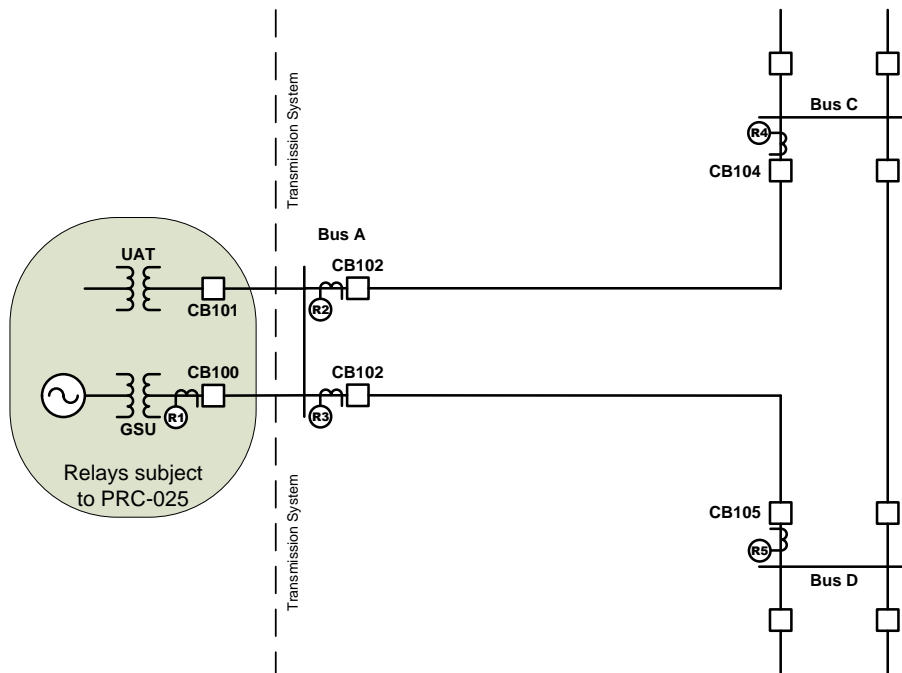 Transmission System
Bus C
R4
CB104
Bus A
UAT
CB102
CB101
R2
CB100
CB102
R1
R3
GSU
Relays subject
to PRC-025
CB105
R5
Transmission System
Bus D